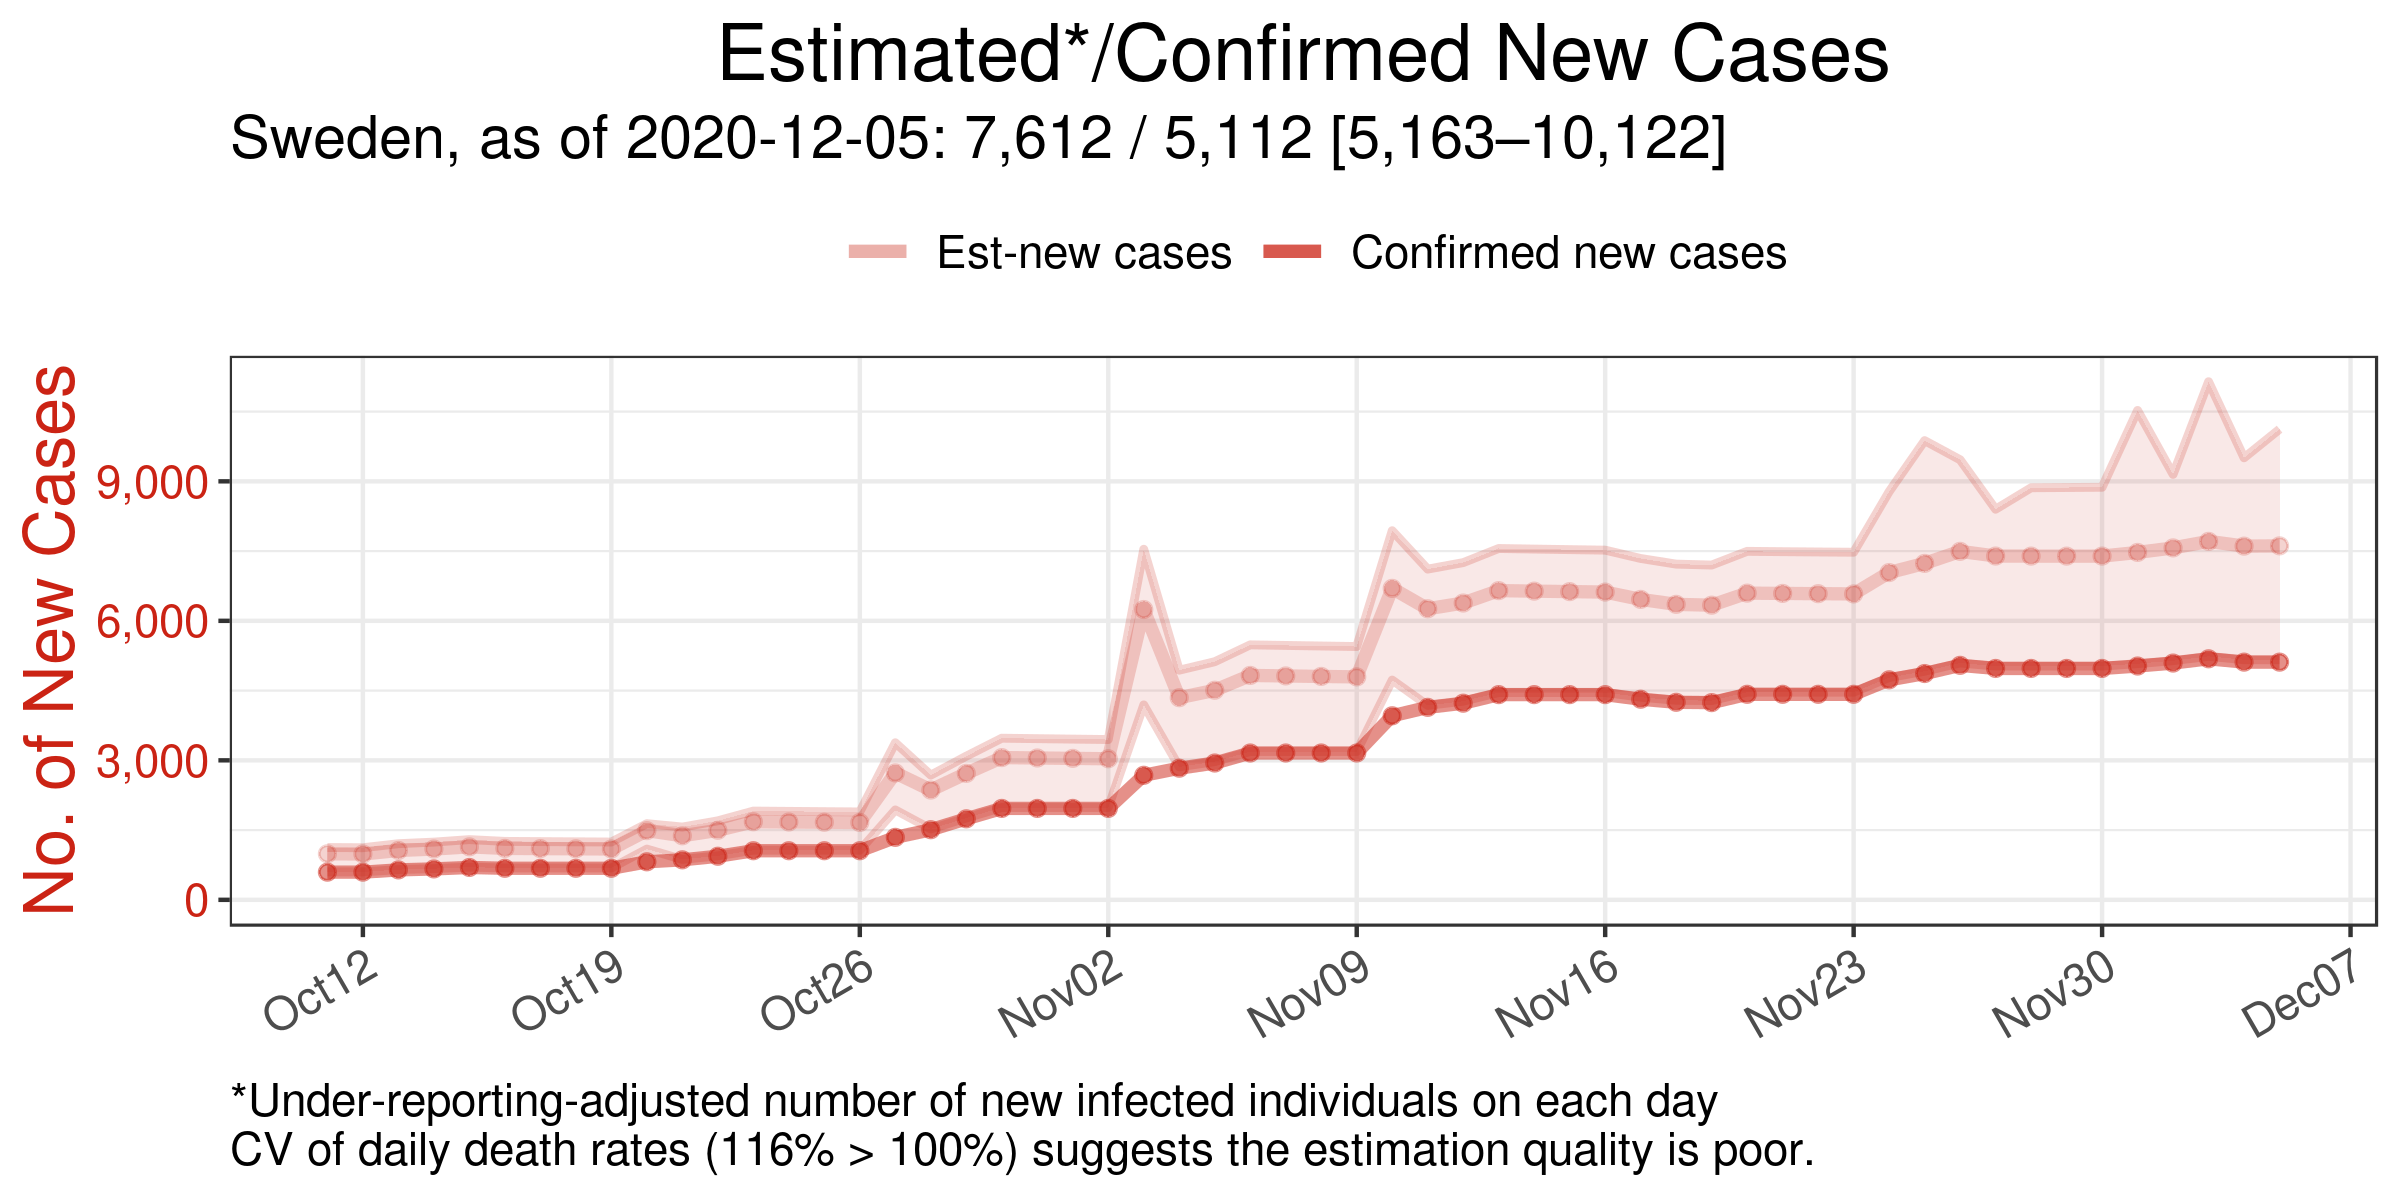 Estimated*/Confirmed New Cases
Sweden, as of 2020-12-05: 7,612 / 5,112 [5,163–10,122]
Est-new cases
Confirmed new cases
No. of New Cases
9,000
6,000
3,000
0
Oct12
Oct19
Oct26
Nov02
Nov09
Nov16
Nov23
Nov30
Dec07
*Under-reporting-adjusted number of new infected individuals on each day
CV of daily death rates (116% > 100%) suggests the estimation quality is poor.